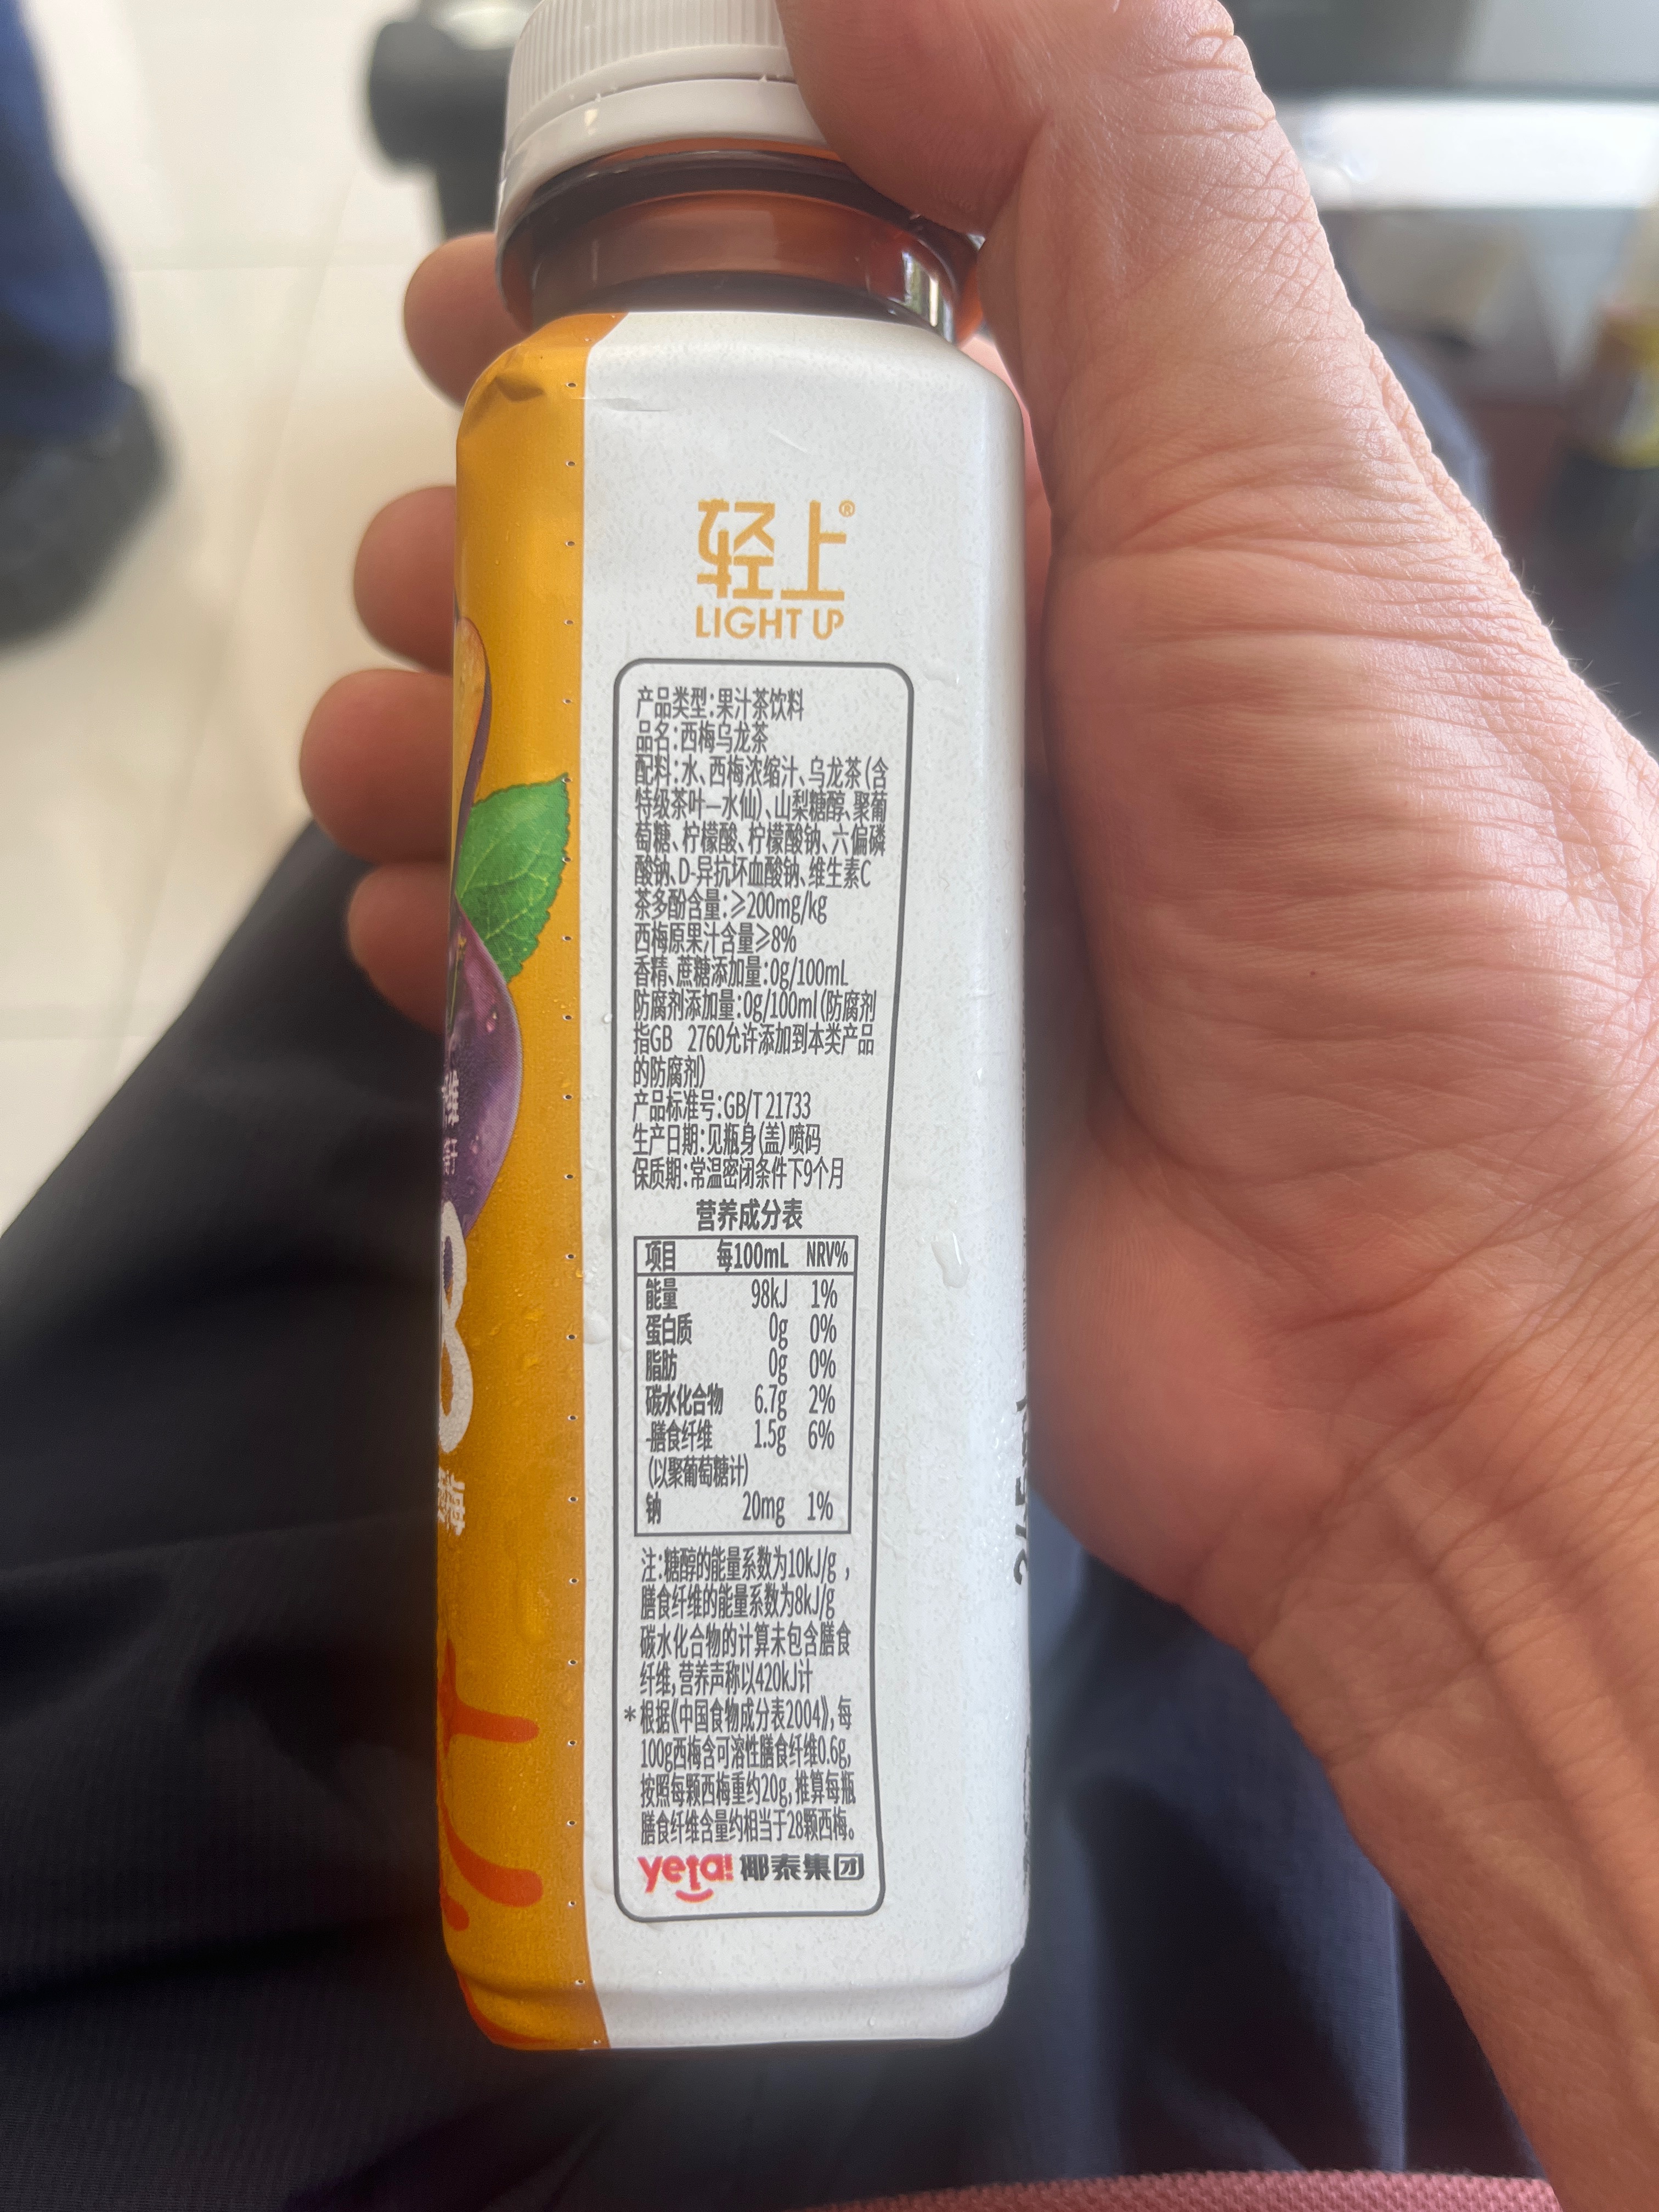 轻上®
LIGHT UP
产品类型:果汁茶饮料
品名:西梅乌龙茶
配料:水、西梅浓缩汁、乌龙茶(含
特级茶叶—水仙)、山梨糖醇、聚葡
萄糖、柠檬酸、柠檬酸钠、六偏磷
酸钠、D-异抗坏血酸钠、维生素C
茶多酚含量:≥200mg/kg
西梅原果汁含量≥8%
香精、蔗糖添加量:0g/100mL
防腐剂添加量:0g/100ml(防腐剂
指GB 2760允许添加到本类产品
的防腐剂)
产品标准号:GB/T 21733
生产日期:见瓶身(盖)喷码
保质期:常温密闭条件下9个月
营养成分表
项目 每100mL NRV%
能量 98kJ 1%
蛋白质 0g 0%
脂肪 0g 0%
碳水化合物 6.7g 2%
-膳食纤维 1.5g 6%
(以聚葡萄糖计)
钠 20mg 1%
注:糖醇的能量系数为10kJ/g,
膳食纤维的能量系数为8kJ/g
碳水化合物的计算未包含膳食
纤维,营养声称以420kJ计
*根据《中国食物成分表2004》,每
100g西梅含可溶性膳食纤维0.6g,
按照每颗西梅重约20g,推算每瓶
膳食纤维含量约相当于28颗西梅。
yeta! 椰泰集团
维
于
8